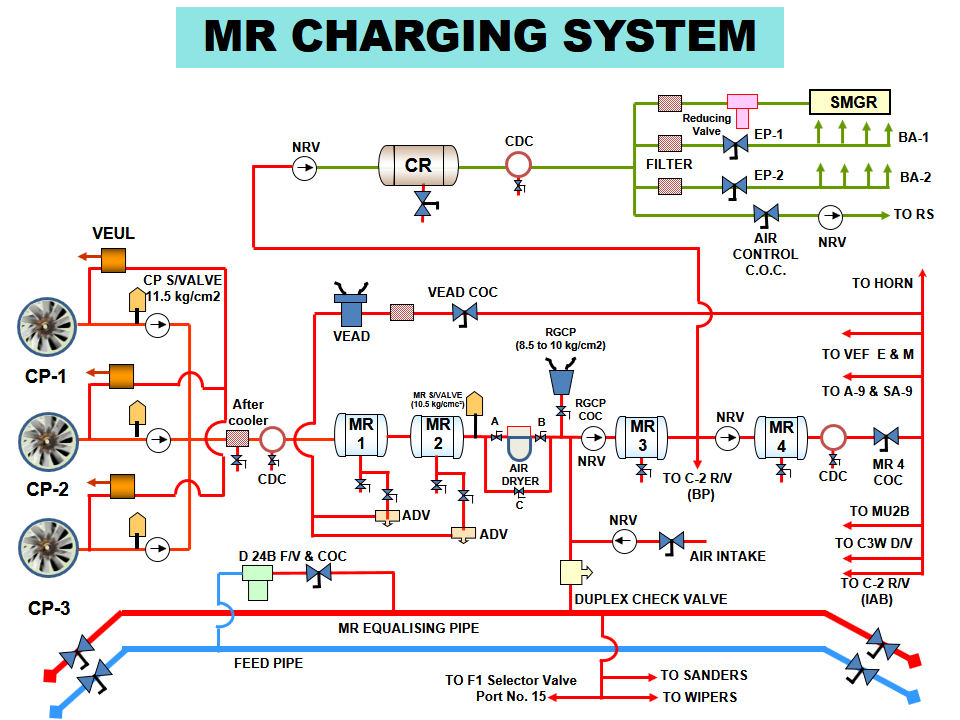 MR CHARGING SYSTEM
SMGR
Reducing
Valve
EP-1
BA-1
NRV
CR
CDC
FILTER
EP-2
BA-2
TO RS
AIR
CONTROL
C.O.C.
NRV
VEUL
CP S/VALVE
11.5 kg/cm2
VEAD COC
VEAD
RGCP
(8.5 to 10 kg/cm2)
TO HORN
TO VEF E & M
TO A-9 & SA-9
CP-1
After
cooler
MR S/VALVE
(10.5 kg/cmc²)
RGCP
COC
A
B
MR
1
MR
2
MR
3
NRV
MR
4
CDC
AIR
DRYER
C
NRV
TO C-2 R/V
(BP)
CDC
MR 4
COC
CP-2
ADV
ADV
TO MU2B
NRV
AIR INTAKE
TO C3W D/V
D 24B F/V & COC
TO C-2 R/V
(IAB)
CP-3
DUPLEX CHECK VALVE
MR EQUALISING PIPE
FEED PIPE
TO F1 Selector Valve
Port No. 15
TO SANDERS
TO WIPERS